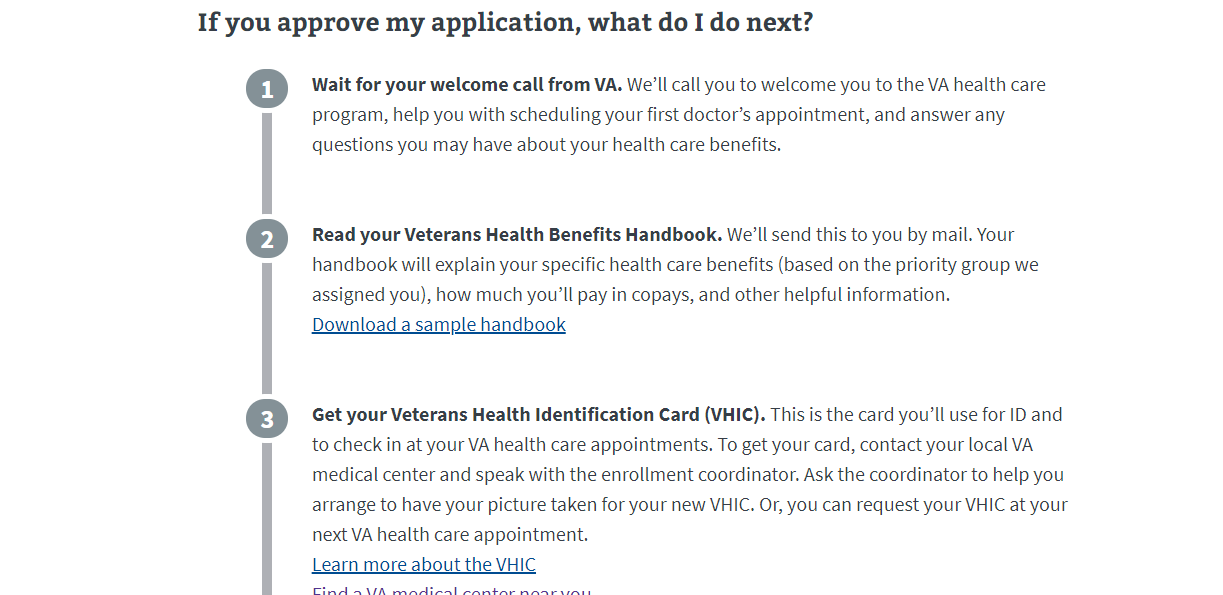 If you approve my application, what do I do next?
1
Wait for your welcome call from VA. We’ll call you to welcome you to the VA health care
program, help you with scheduling your first doctor’s appointment, and answer any
questions you may have about your health care benefits.
2
Read your Veterans Health Benefits Handbook. We’ll send this to you by mail. Your
handbook will explain your specific health care benefits (based on the priority group we
assigned you), how much you’ll pay in copays, and other helpful information.
Download a sample handbook
3
Get your Veterans Health Identification Card (VHIC). This is the card you’ll use for ID and
to check in at your VA health care appointments. To get your card, contact your local VA
medical center and speak with the enrollment coordinator. Ask the coordinator to help you
arrange to have your picture taken for your new VHIC. Or, you can request your VHIC at your
next VA health care appointment.
Learn more about the VHIC
Find a VA medical center near you